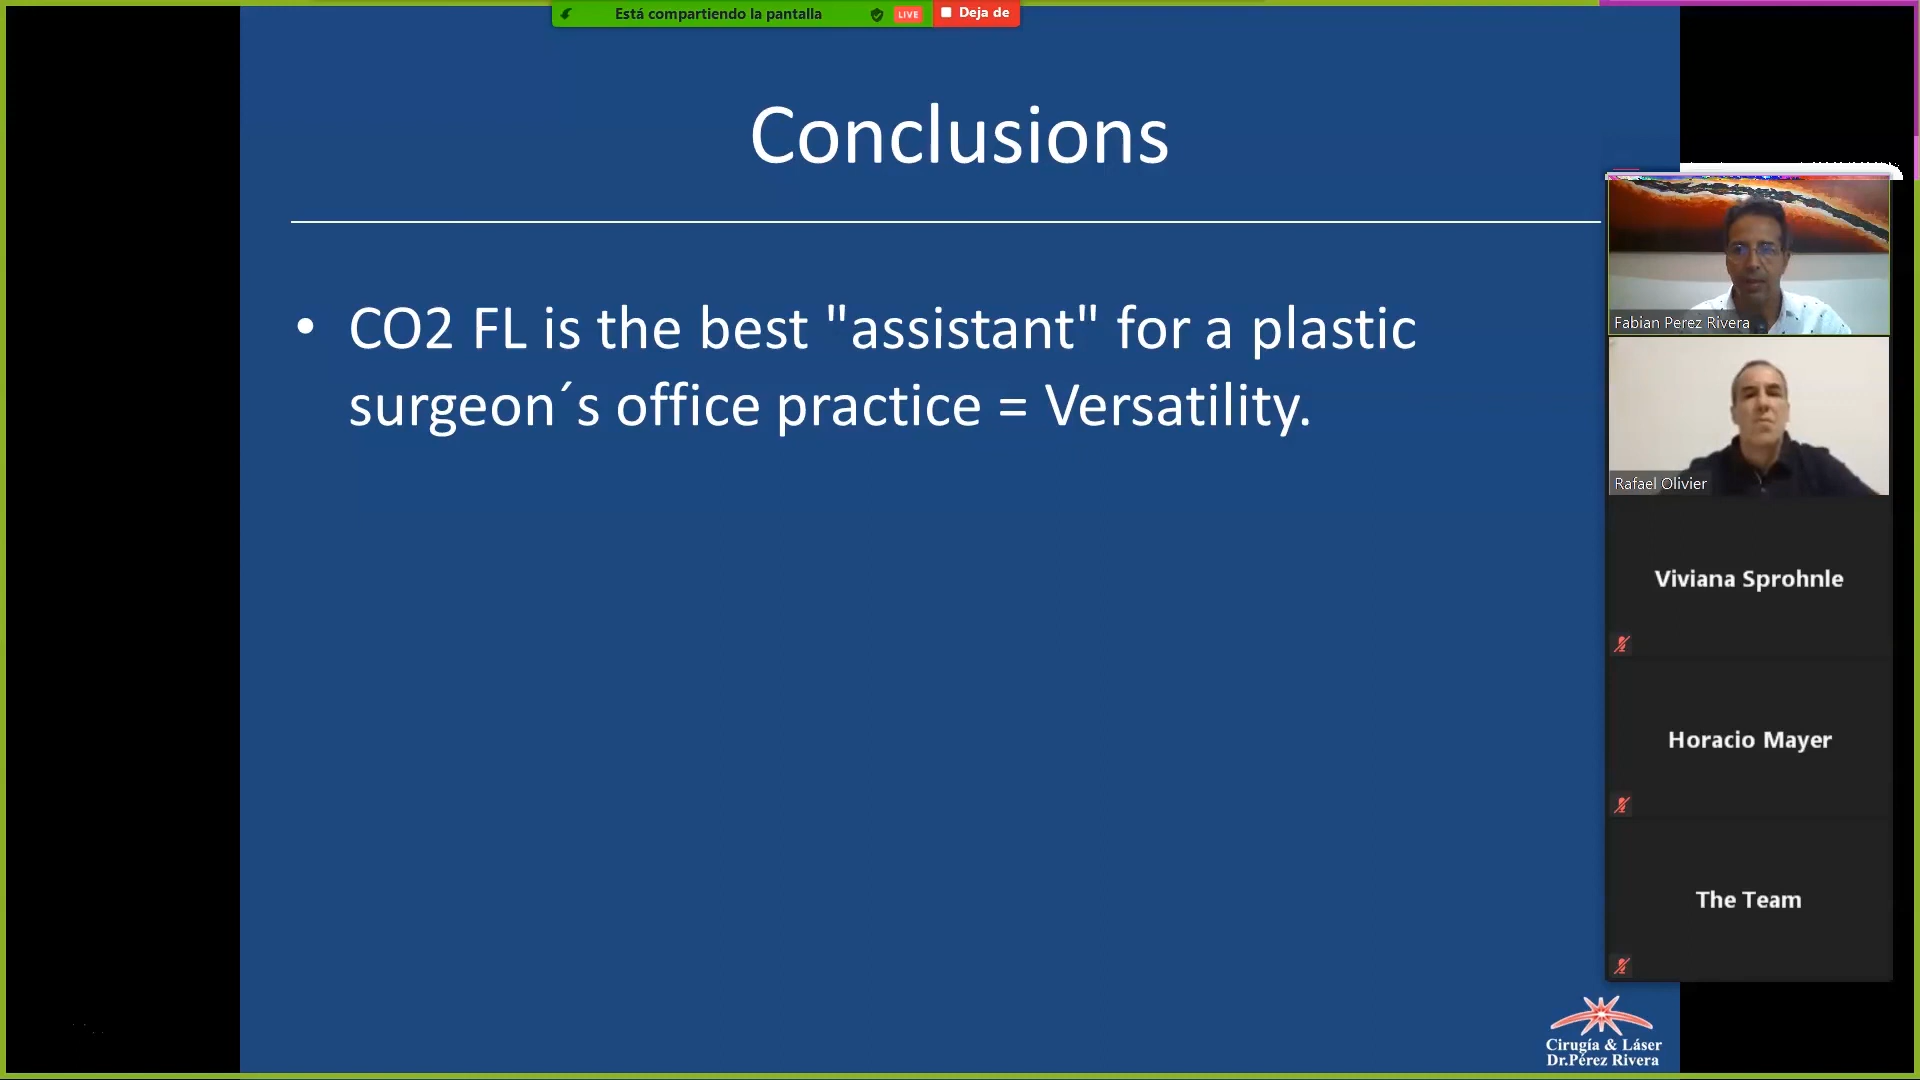 Está compartiendo la pantalla
LIVE
Deja de
Conclusions
• CO2 FL is the best "assistant" for a plastic
surgeon´s office practice = Versatility.
Fabian Perez Rivera
Rafael Olivier
Viviana Sprohnle
Horacio Mayer
The Team
Cirugía & Láser
Dr.Pérez Rivera